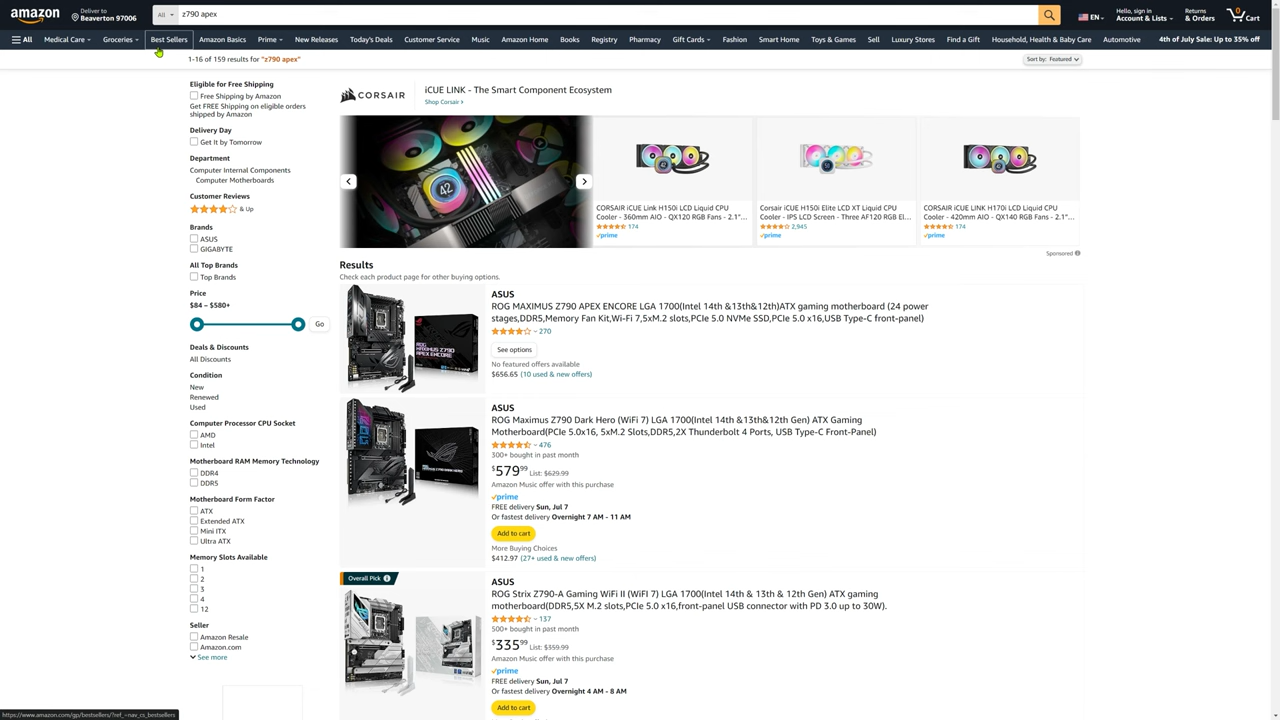 amazon
Deliver to
Beaverton 97006
All
z790 apex
EN
Hello, sign in
Account & Lists
Returns
& Orders
0
Cart
All
Medical Care
Groceries
Best Sellers
Amazon Basics
Prime
New Releases
Today's Deals
Customer Service
Music
Amazon Home
Books
Registry
Pharmacy
Gift Cards
Fashion
Smart Home
Toys & Games
Sell
Luxury Stores
Find a Gift
Household, Health & Baby Care
Automotive
4th of July Sale: Up to 35% off
1-16 of 159 results for "z790 apex"
Sort by: Featured
Eligible for Free Shipping
Free Shipping by Amazon
Get FREE Shipping on eligible orders
shipped by Amazon
Delivery Day
Get It by Tomorrow
Department
Computer Internal Components
Computer Motherboards
Customer Reviews
& Up
Brands
ASUS
GIGABYTE
All Top Brands
Top Brands
Price
$84 – $580+
Go
Deals & Discounts
All Discounts
Condition
New
Renewed
Used
Computer Processor CPU Socket
AMD
Intel
Motherboard RAM Memory Technology
DDR4
DDR5
Motherboard Form Factor
ATX
Extended ATX
Mini ITX
Ultra ATX
Memory Slots Available
1
2
3
4
12
Seller
Amazon Resale
Amazon.com
See more
CORSAIR
iCUE LINK - The Smart Component Ecosystem
Shop Corsair
42
CORSAIR iCUE Link H150i LCD Liquid CPU
Cooler - 360mm AIO - QX120 RGB Fans - 2.1"...
174
prime
Corsair iCUE H150i Elite LCD XT Liquid CPU
Cooler - IPS LCD Screen - Three AF120 RGB El...
2,945
prime
CORSAIR iCUE LINK H170i LCD Liquid CPU
Cooler - 420mm AIO - QX140 RGB Fans - 2.1"...
174
prime
Sponsored
Results
Check each product page for other buying options.
ASUS
ROG MAXIMUS Z790 APEX ENCORE LGA 1700(Intel 14th &13th&12th)ATX gaming motherboard (24 power
stages,DDR5,Memory Fan Kit,Wi-Fi 7,5xM.2 slots,PCIe 5.0 NVMe SSD,PCIe 5.0 x16,USB Type-C front-panel)
270
See options
No featured offers available
$656.65 (10 used & new offers)
ASUS
ROG Maximus Z790 Dark Hero (WiFi 7) LGA 1700(Intel 14th &13th&12th Gen) ATX Gaming
Motherboard(PCIe 5.0x16, 5xM.2 Slots,DDR5,2X Thunderbolt 4 Ports, USB Type-C Front-Panel)
476
300+ bought in past month
$579 99 List: $629.99
Amazon Music offer with this purchase
prime
FREE delivery Sun, Jul 7
Or fastest delivery Overnight 7 AM - 11 AM
Add to cart
More Buying Choices
$412.97 (27+ used & new offers)
Overall Pick
ASUS
ROG Strix Z790-A Gaming WiFi II (WiFI 7) LGA 1700(Intel 14th & 13th & 12th Gen) ATX gaming
motherboard(DDR5,5X M.2 slots,PCIe 5.0 x16,front-panel USB connector with PD 3.0 up to 30W).
137
500+ bought in past month
$335 99 List: $359.99
Amazon Music offer with this purchase
prime
FREE delivery Sun, Jul 7
Or fastest delivery Overnight 4 AM - 8 AM
Add to cart
https://www.amazon.com/gp/bestsellers/?ref_=nav_cs_bestsellers